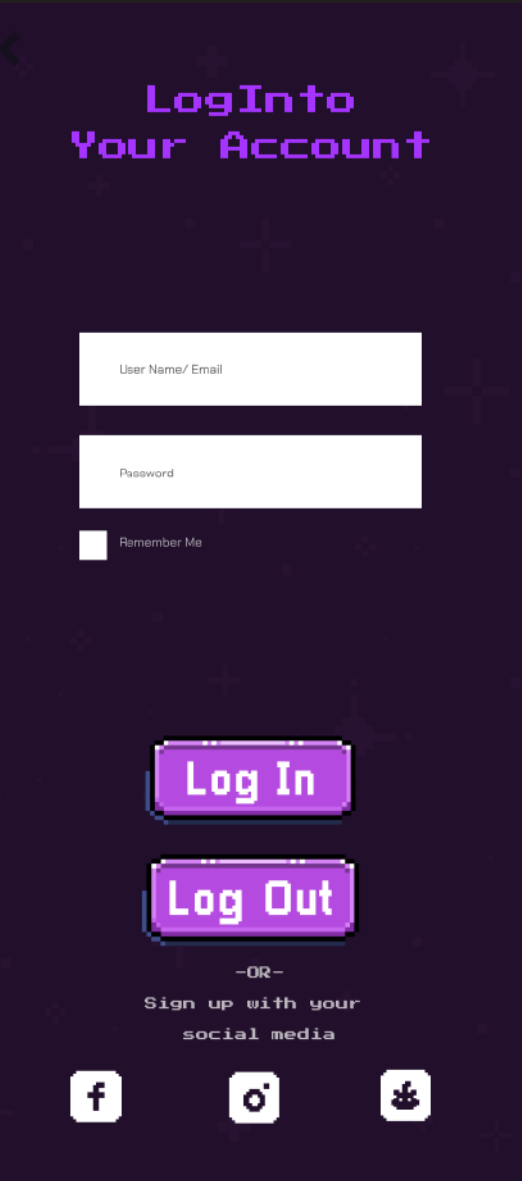 LogInto
Your Account
User Name/ Email
Password
Remember Me
Log In
Log Out
-OR-
Sign up with your
social media
f